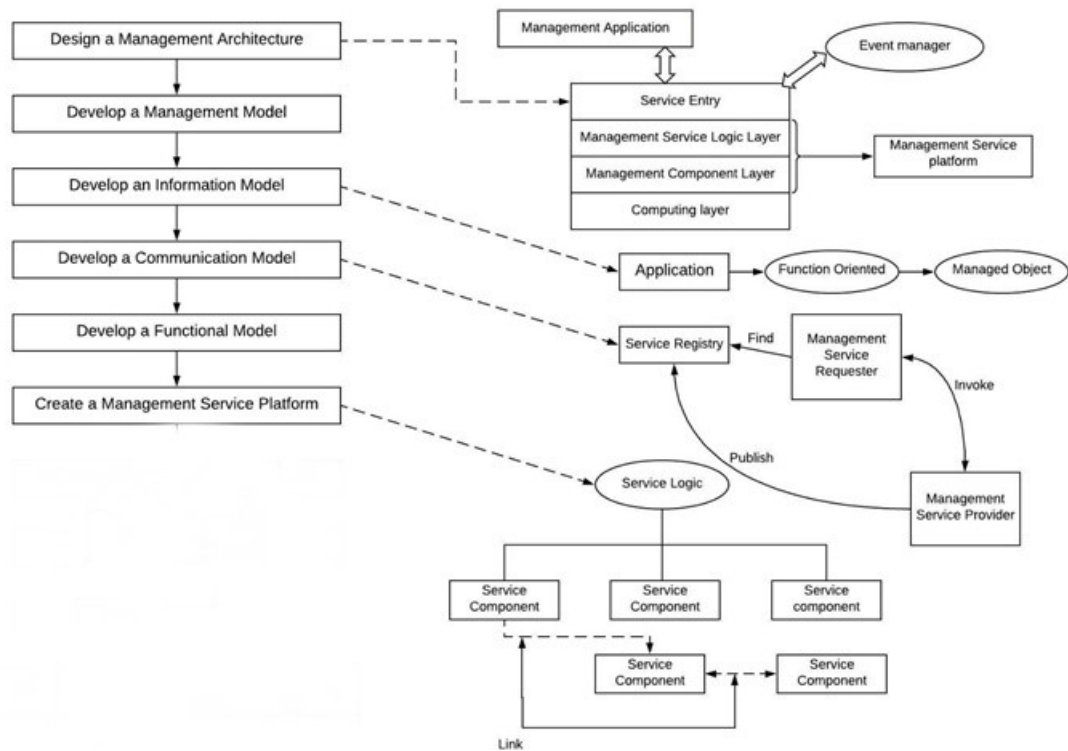 Design a Management Architecture
Develop a Management Model
Develop an Information Model
Develop a Communication Model
Develop a Functional Model
Create a Management Service Platform
Management Application
Event manager
Service Entry
Management Service Logic Layer
Management Component Layer
Computing layer
Management Service
platform
Application
Function Oriented
Managed Object
Service Registry
Find
Management
Service
Requester
Invoke
Publish
Management
Service Provider
Service Logic
Service
Component
Service
Component
Service
component
Service
Component
Service
Component
Link